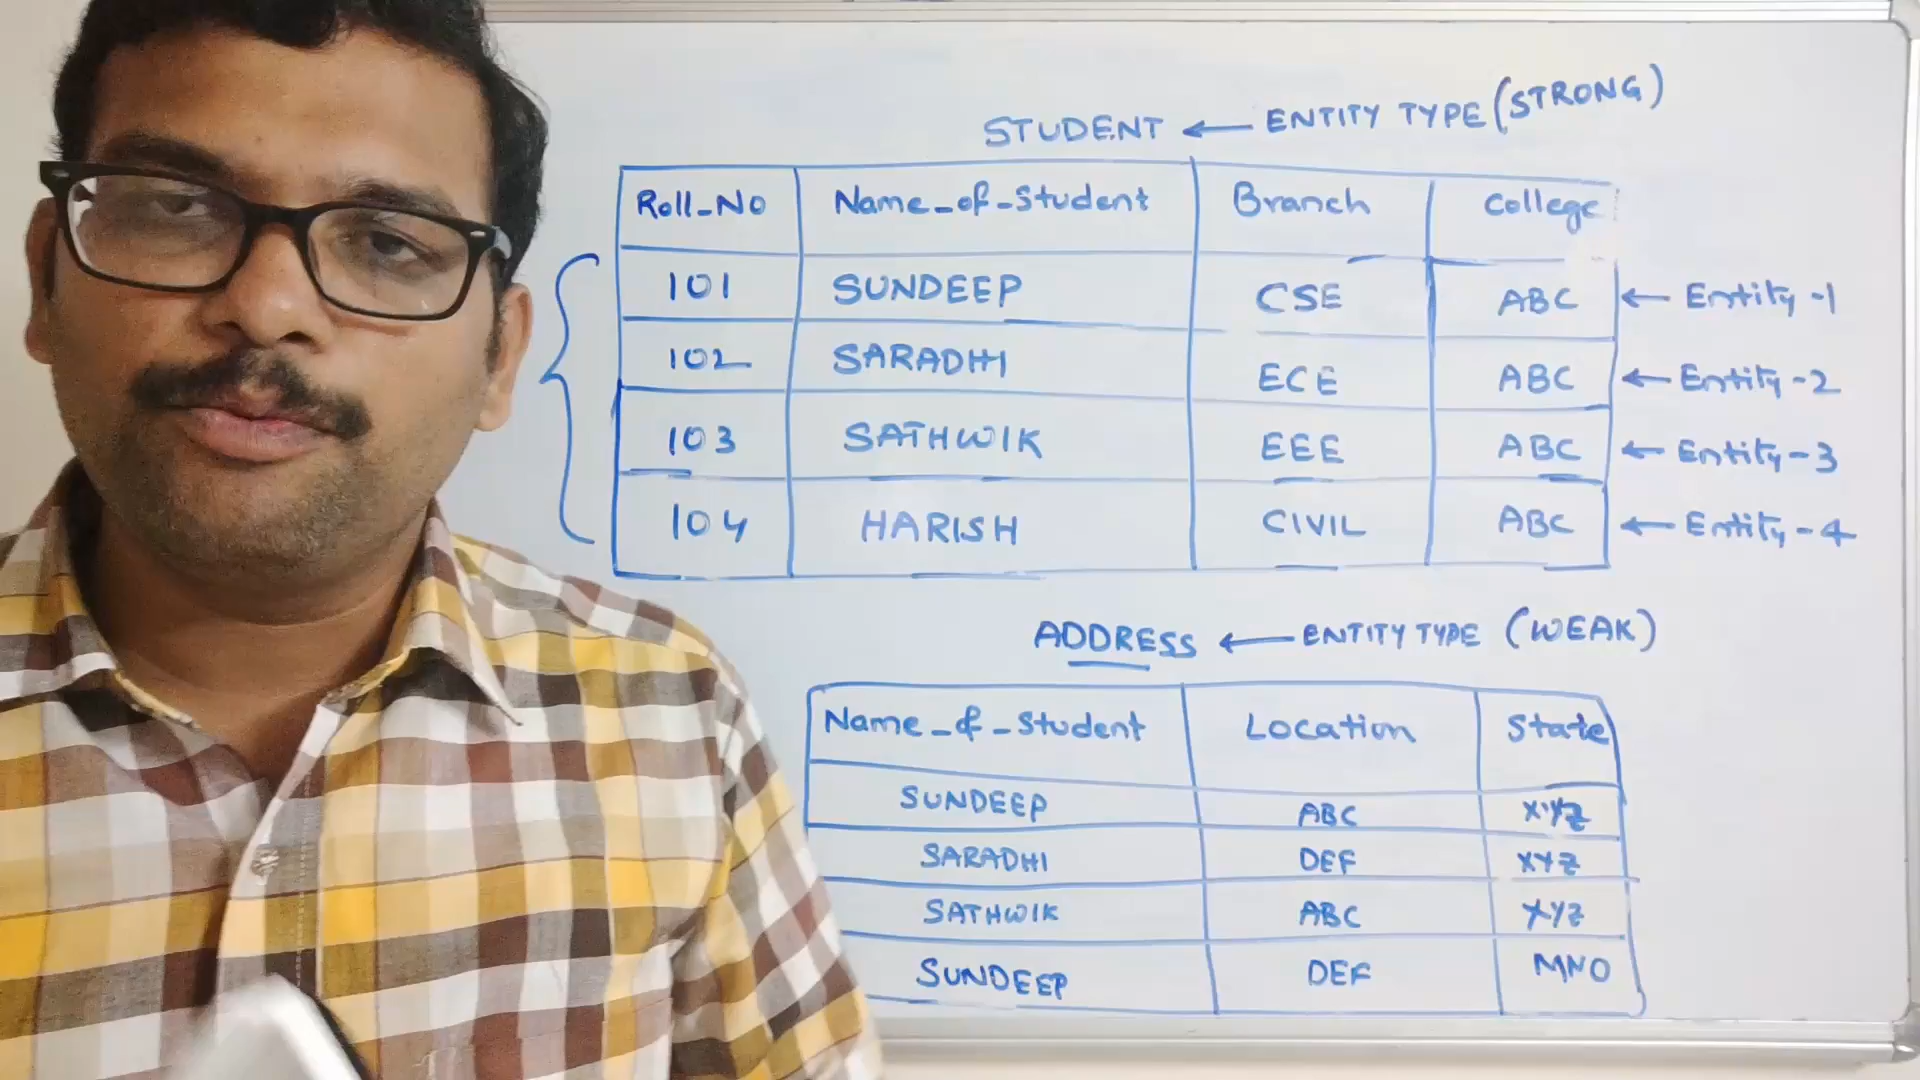 STUDENT ← ENTITY TYPE (STRONG)
Roll_No Name_of_Student Branch College
101 SUNDEEP CSE ABC ← Entity-1
102 SARADHI ECE ABC ← Entity-2
103 SATHWIK EEE ABC ← Entity-3
104 HARISH CIVIL ABC ← Entity-4
ADDRESS ← ENTITY TYPE (WEAK)
Name_of_Student Location State
SUNDEEP ABC XYZ
SARADHI DEF XYZ
SATHWIK ABC XYZ
SUNDEEP DEF MNO